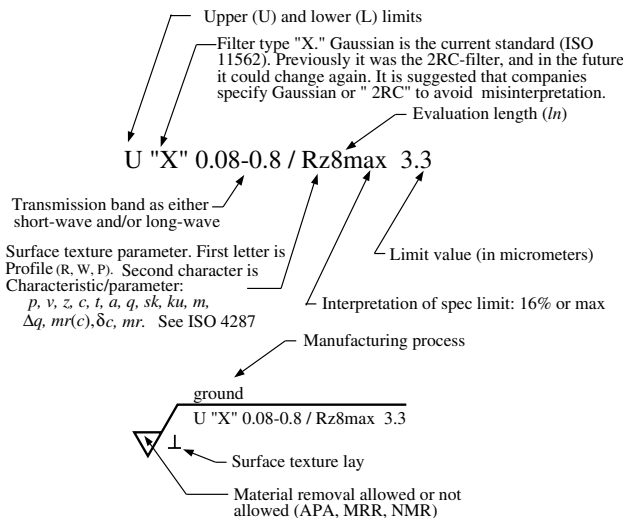 Upper (U) and lower (L) limits
Filter type "X." Gaussian is the current standard (ISO
11562). Previously it was the 2RC-filter, and in the future
it could change again. It is suggested that companies
specify Gaussian or " 2RC" to avoid misinterpretation.
Evaluation length (ln)
U "X" 0.08-0.8 / Rz8max 3.3
Transmission band as either
short-wave and/or long-wave
Surface texture parameter. First letter is
Profile (R, W, P). Second character is
Characteristic/parameter:
p, v, z, c, t, a, q, sk, ku, m,
Δq, mr(c), δc, mr. See ISO 4287
Limit value (in micrometers)
Interpretation of spec limit: 16% or max
Manufacturing process
ground
U "X" 0.08-0.8 / Rz8max 3.3
Surface texture lay
Material removal allowed or not
allowed (APA, MRR, NMR)